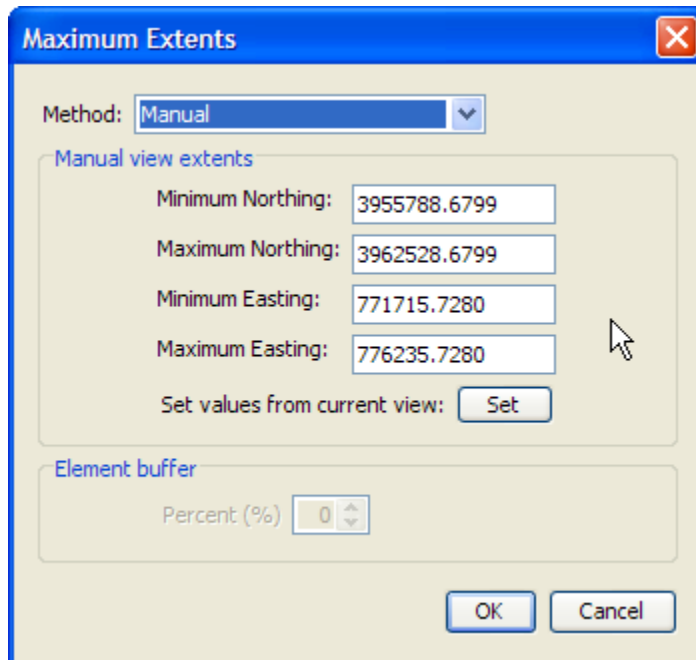 Maximum Extents
Method: Manual
Manual view extents
Minimum Northing: 3955788.6799
Maximum Northing: 3962528.6799
Minimum Easting: 771715.7280
Maximum Easting: 776235.7280
Set values from current view: Set
Element buffer
Percent (%) 0
OK Cancel